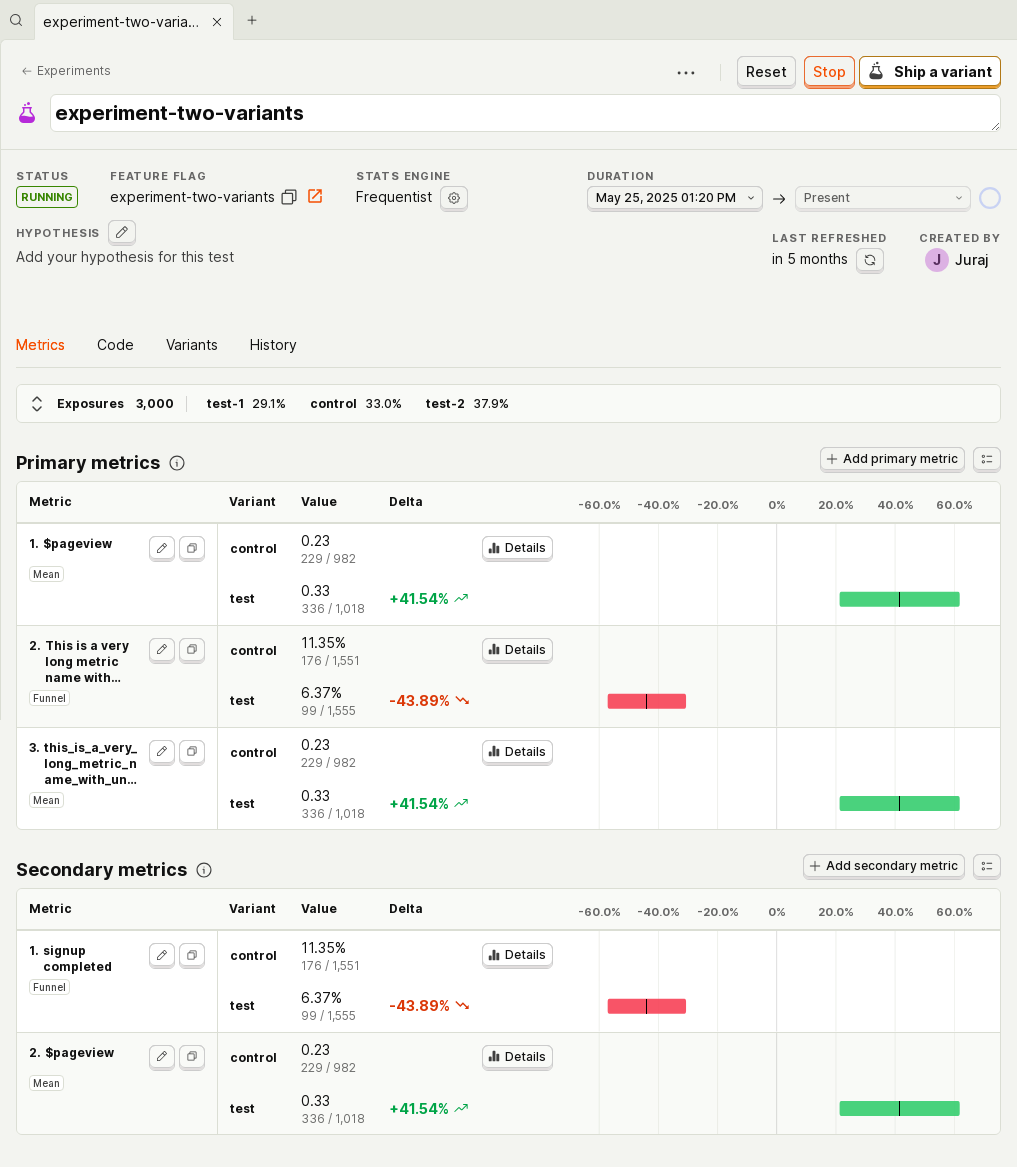 experiment-two-varia...
Experiments
Reset
Stop
Ship a variant
experiment-two-variants
STATUS
FEATURE FLAG
STATS ENGINE
DURATION
RUNNING
experiment-two-variants
Frequentist
May 25, 2025 01:20 PM
Present
HYPOTHESIS
LAST REFRESHED
CREATED BY
Add your hypothesis for this test
in 5 months
J Juraj
Metrics
Code
Variants
History
Exposures 3,000 test-1 29.1% control 33.0% test-2 37.9%
Primary metrics
Add primary metric
Metric Variant Value Delta -60.0% -40.0% -20.0% 0% 20.0% 40.0% 60.0%
1. $pageview
Mean
control 0.23 Details
229 / 982
test 0.33 +41.54%
336 / 1,018
2. This is a very
long metric
name with...
Funnel
control 11.35% Details
176 / 1,551
test 6.37% -43.89%
99 / 1,555
3. this_is_a_very_
long_metric_n
ame_with_un...
Mean
control 0.23 Details
229 / 982
test 0.33 +41.54%
336 / 1,018
Secondary metrics
Add secondary metric
Metric Variant Value Delta -60.0% -40.0% -20.0% 0% 20.0% 40.0% 60.0%
1. signup
completed
Funnel
control 11.35% Details
176 / 1,551
test 6.37% -43.89%
99 / 1,555
2. $pageview
Mean
control 0.23 Details
229 / 982
test 0.33 +41.54%
336 / 1,018